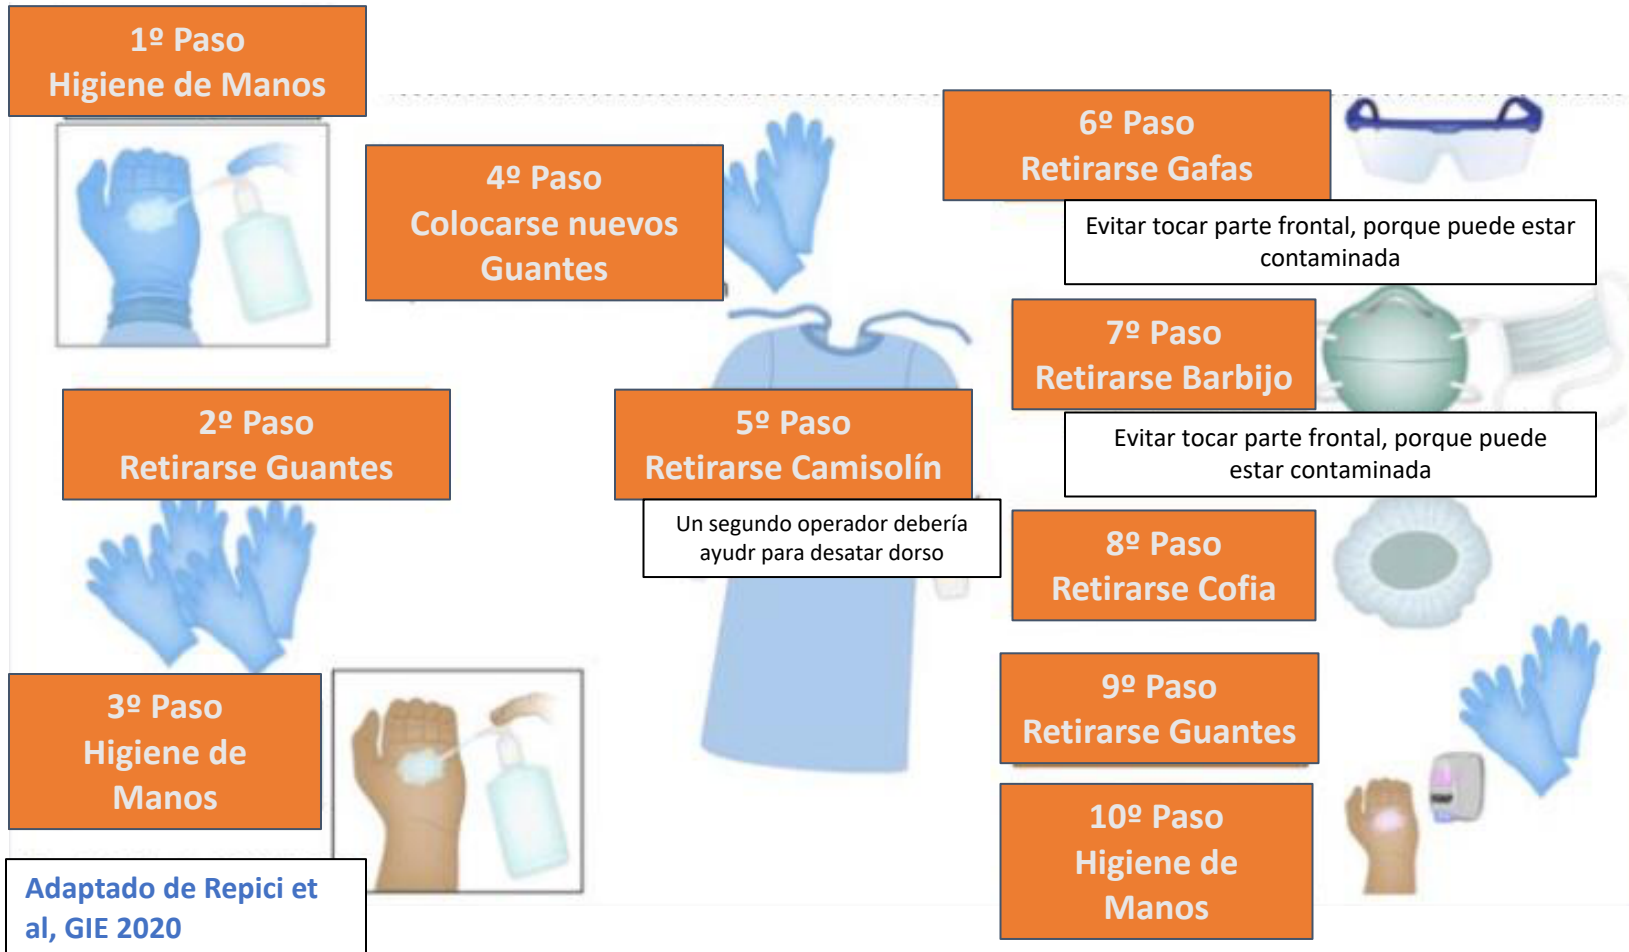 1º Paso
Higiene de Manos
2º Paso
Retirarse Guantes
3º Paso
Higiene de
Manos
4º Paso
Colocarse nuevos
Guantes
5º Paso
Retirarse Camisolín
Un segundo operador debería
ayudr para desatar dorso
6º Paso
Retirarse Gafas
Evitar tocar parte frontal, porque puede estar
contaminada
7º Paso
Retirarse Barbijo
Evitar tocar parte frontal, porque puede
estar contaminada
8º Paso
Retirarse Cofia
9º Paso
Retirarse Guantes
10º Paso
Higiene de
Manos
Adaptado de Repici et
al, GIE 2020